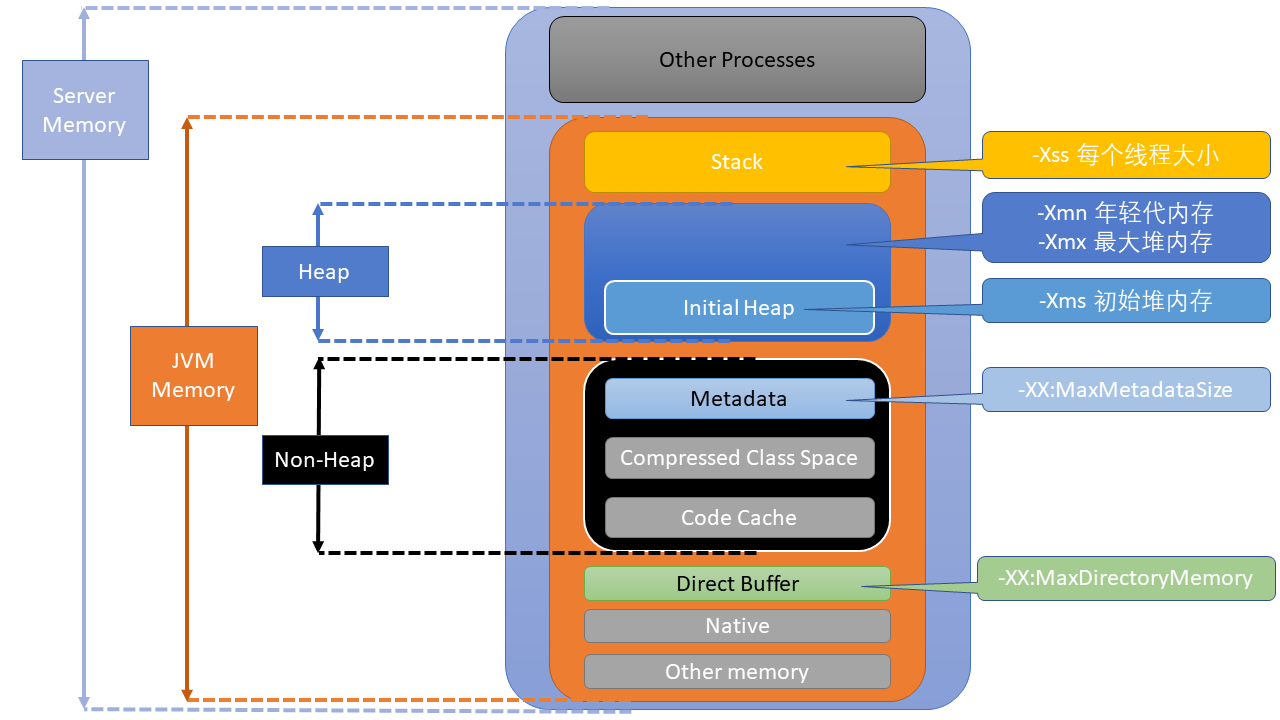 Other Processes
Server
Memory
Stack
-Xss 每个线程大小
-Xmn 年轻代内存
-Xmx 最大堆内存
Heap
Initial Heap
-Xms 初始堆内存
JVM
Memory
Metadata
-XX:MaxMetadataSize
Non-Heap
Compressed Class Space
Code Cache
Direct Buffer
-XX:MaxDirectoryMemory
Native
Other memory